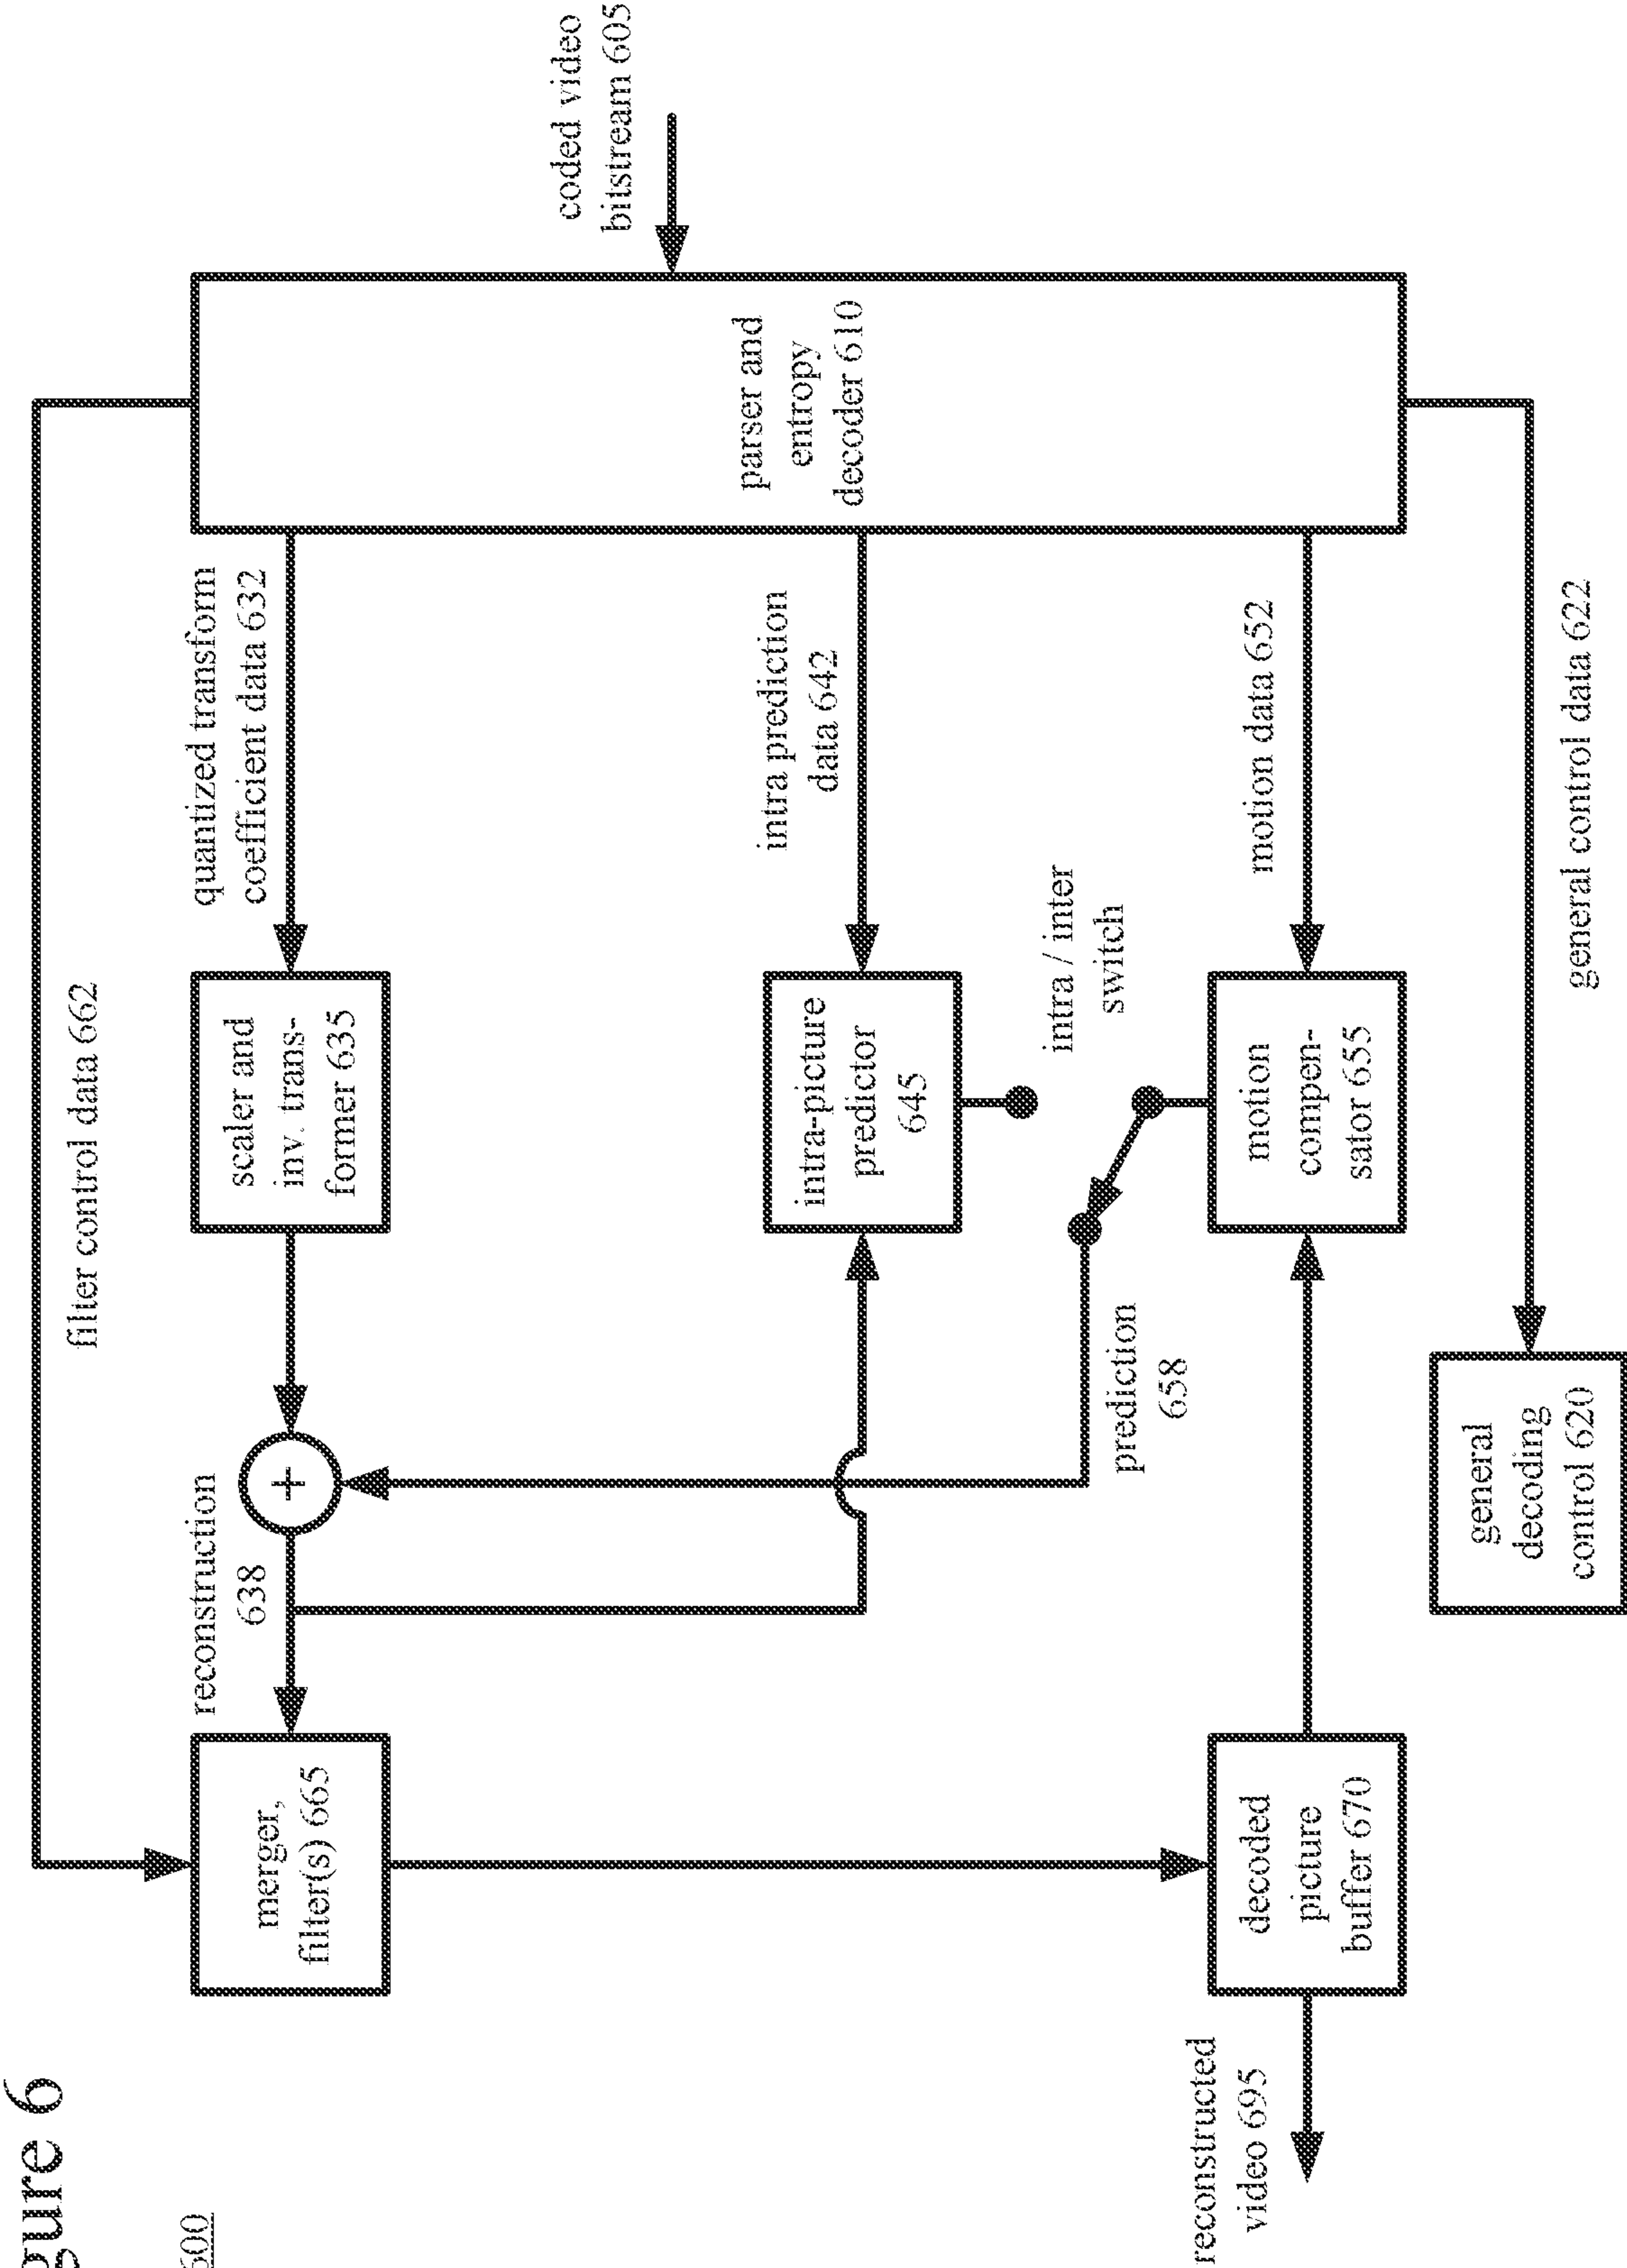 gure 6
600
coded video
bitstream 605
parser and
entropy
decoder 610
filter control data 662
quantized transform
coefficient data 632
intra prediction
data 642
motion data 652
general control data 622
scaler and
inv. trans-
former 635
intra-picture
predictor
645
intra / inter
switch
motion
compen-
sator 655
+
reconstruction
638
prediction
658
general
decoding
control 620
merger,
filter(s) 665
decoded
picture
buffer 670
reconstructed
video 695